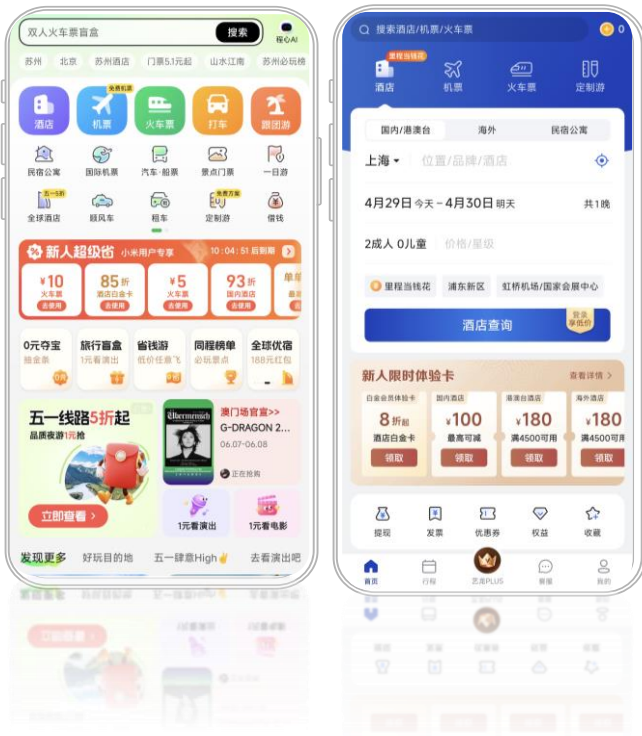 双人火车票盲盒
搜索
程心AI
苏州 北京 苏州酒店 门票5.1元起 山水江南 苏州必玩榜
免费机票
酒店 机票 火车票 打车 跟团游
民宿公寓 国际机票 汽车·船票 景点门票 一日游
五一5折 免费方案
全球酒店 顺风车 租车 定制游 借钱
新人超级省 小米用户专享 10:04:51 后到期
¥10 85折 ¥5 93折 单单
火车票 酒店白金卡 火车票 国内酒店
去使用 去使用 去使用 去使用
0元夺宝 旅行盲盒 省钱游 同程榜单 全球优宿
抽金条 1元看演出 低价任意飞 必玩景点 188元红包
五一线路5折起
品质夜游1元抢
立即查看
Übermensch
澳门场官宣>>
G-DRAGON 2...
06.07-06.08
正在抢购
1元看演出 1元看电影
发现更多 好玩目的地 五一肆意High 去看演出吧
搜索酒店/机票/火车票
0
里程当钱花
酒店 机票 火车票 定制游
国内/港澳台 海外 民宿公寓
上海 位置/品牌/酒店
4月29日 今天 - 4月30日 明天 共1晚
2成人 0儿童 价格/星级
里程当钱花 浦东新区 虹桥机场/国家会展中心
酒店查询
登录
享低价
新人限时体验卡 查看详情 >
白金会员体验卡 国内酒店 港澳台酒店 海外酒店
8折起 ¥100 ¥180 ¥180
酒店白金卡 最高可减 满4500可用 满4500可用
领取 领取 领取 领取
提现 发票 优惠券 权益 收藏
首页 行程 艺龙PLUS 客服 我的